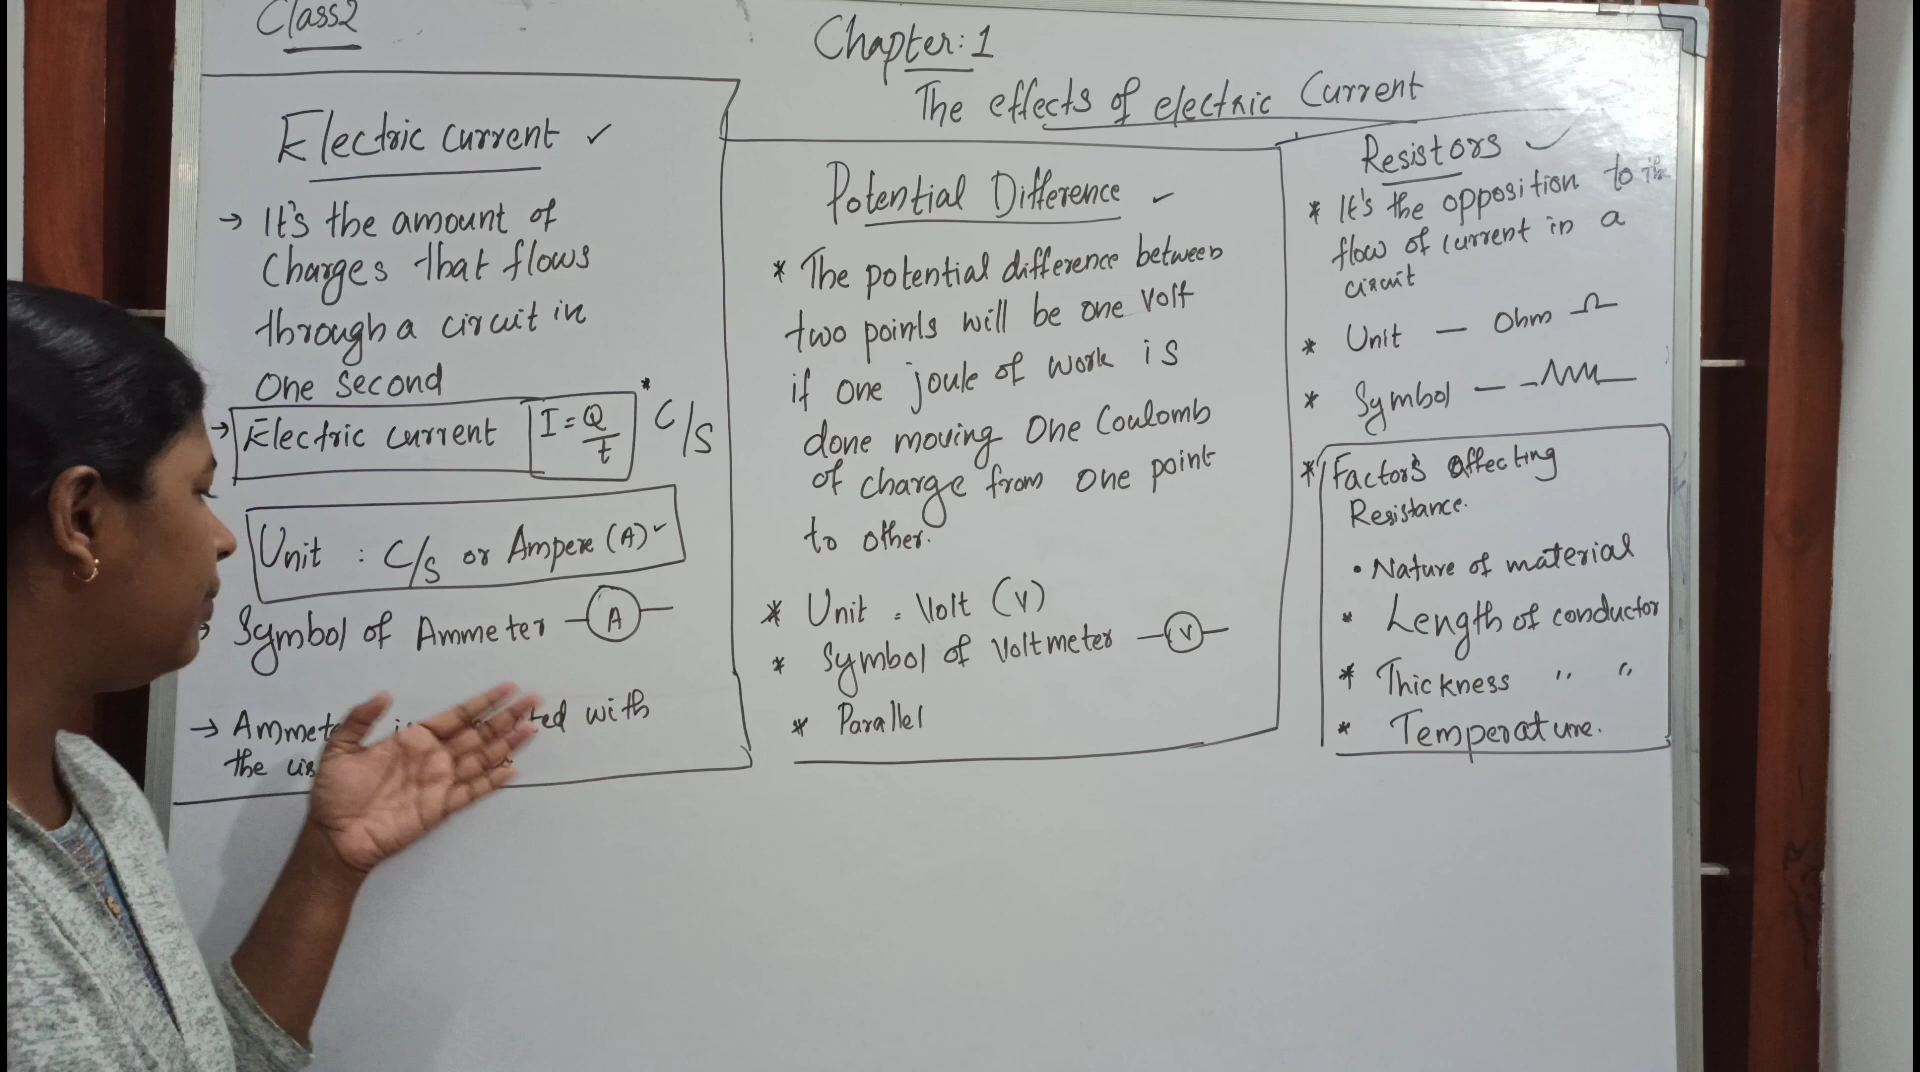 Class2
Chapter: 1
The effects of electric Current
Electric current ✓
→ It's the amount of
Charges that flows
through a circuit in
One second
→ Electric current I = Q/t * C/S
Unit : C/S or Ampere (A) ✓
→ Symbol of Ammeter A
→ Ammet with
the
Potential Difference ✓
* The potential difference between
two points will be one volt
if one joule of work is
done moving One Coulomb
of charge from one point
to other.
* Unit = Volt (V)
* Symbol of Voltmeter V
* Parallel
Resistors ✓
* It's the opposition to the
flow of current in a
circuit
* Unit — Ohm Ω
* Symbol —
* Factors affecting
Resistance.
• Nature of material
* Length of conductor
* Thickness " "
* Temperature.